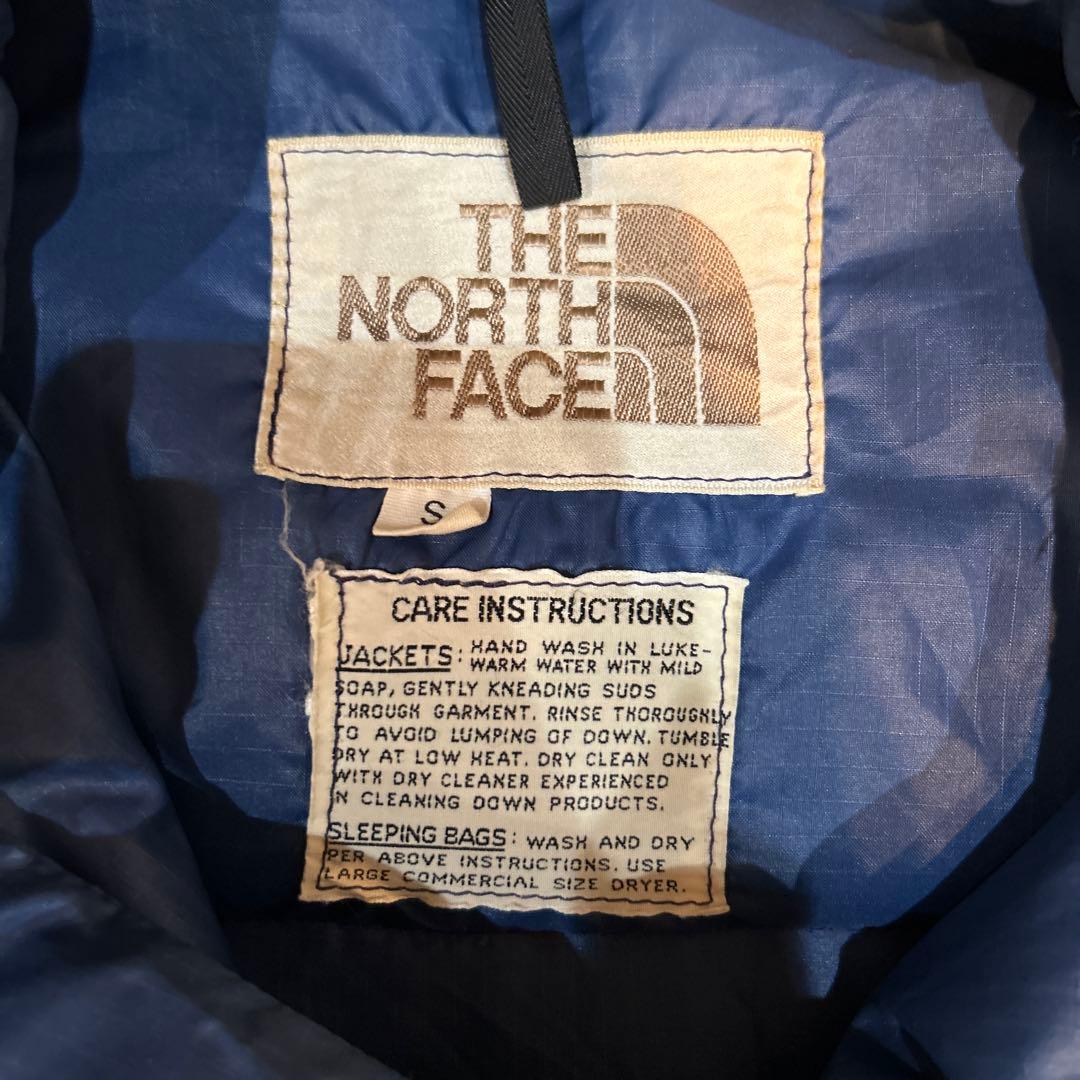 THE
NORTH
FACE
S
CARE INSTRUCTIONS
JACKETS: HAND WASH IN LUKE-
WARM WATER WITH MILD
SOAP, GENTLY KNEADING SUDS
THROUGH GARMENT. RINSE THOROUGHLY
TO AVOID LUMPING OF DOWN. TUMBLE
DRY AT LOW HEAT. DRY CLEAN ONLY
WITH DRY CLEANER EXPERIENCED
IN CLEANING DOWN PRODUCTS.
SLEEPING BAGS: WASH AND DRY
PER ABOVE INSTRUCTIONS. USE
LARGE COMMERCIAL SIZE DRYER.